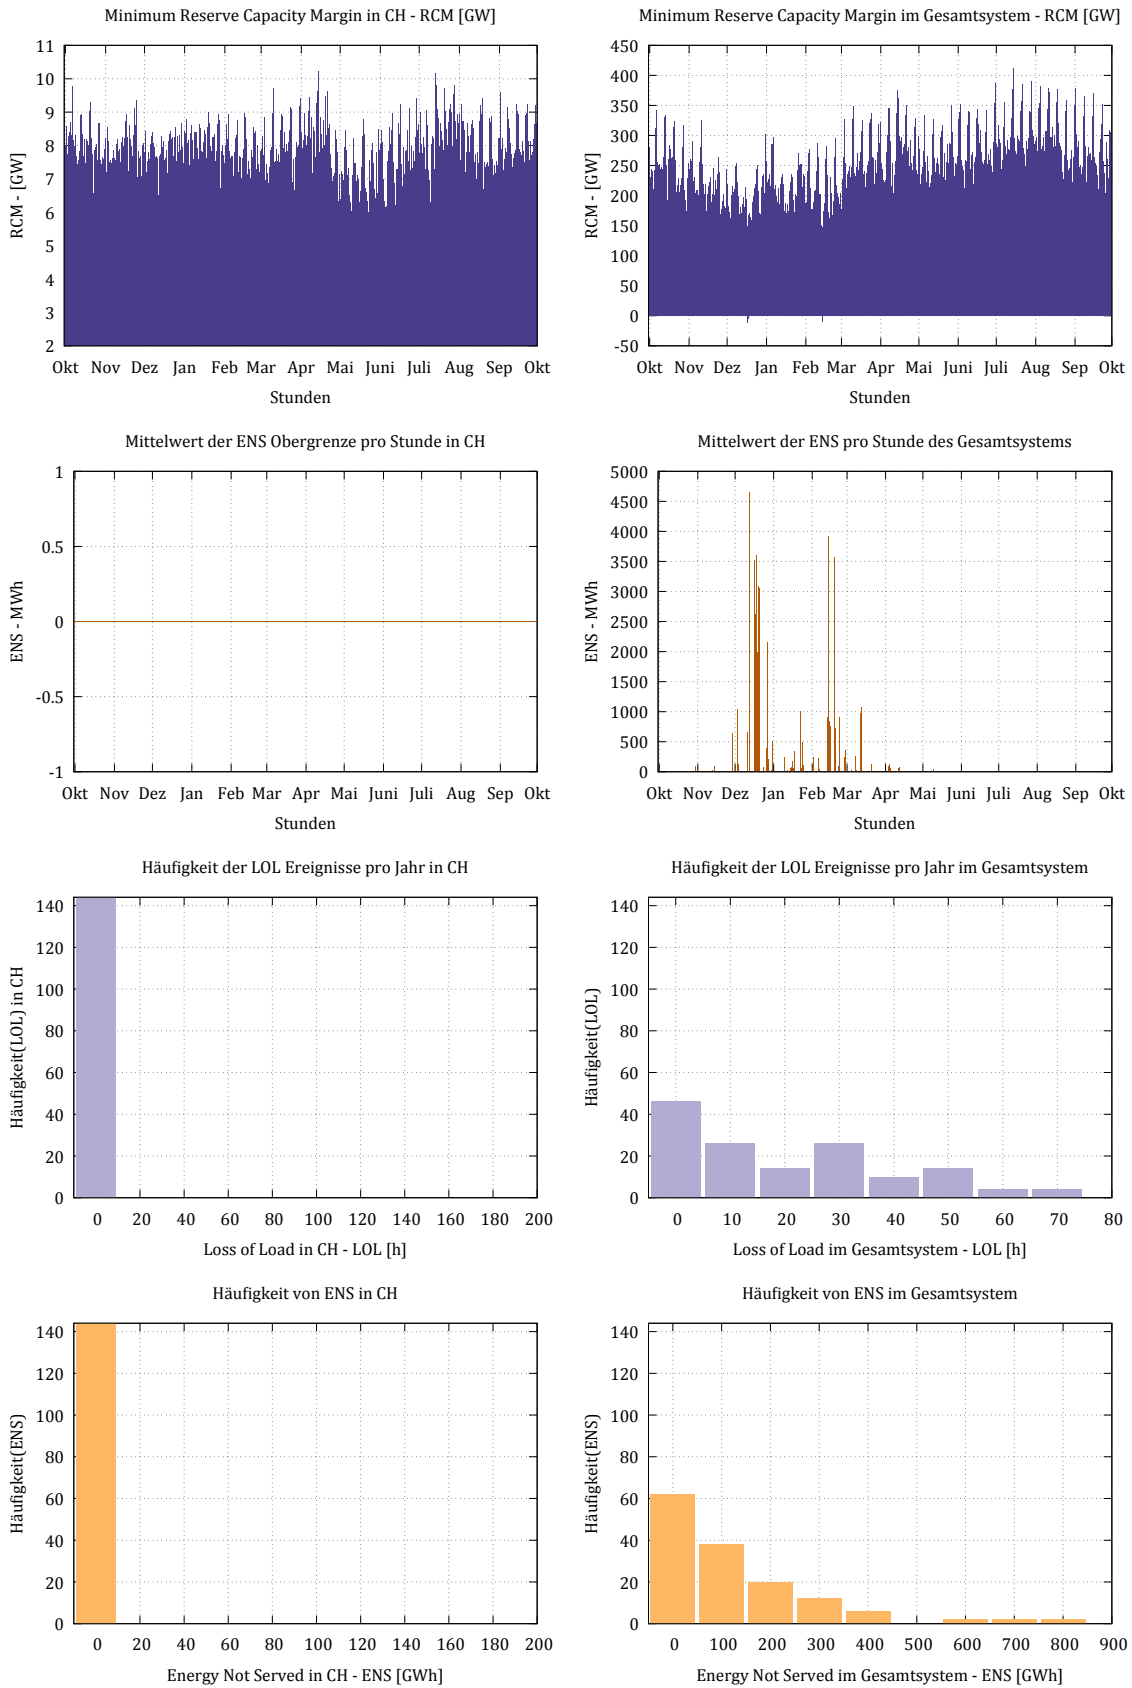 Minimum Reserve Capacity Margin in CH - RCM [GW]
11
10
9
8
7
6
5
4
3
2
RCM - [GW]
Okt Nov Dez Jan Feb Mar Apr Mai Juni Juli Aug Sep Okt
Stunden
Minimum Reserve Capacity Margin im Gesamtsystem - RCM [GW]
450
400
350
300
250
200
150
100
50
0
-50
RCM - [GW]
Okt Nov Dez Jan Feb Mar Apr Mai Juni Juli Aug Sep Okt
Stunden
Mittelwert der ENS Obergrenze pro Stunde in CH
1
0.5
0
-0.5
-1
ENS - MWh
Okt Nov Dez Jan Feb Mar Apr Mai Juni Juli Aug Sep Okt
Stunden
Mittelwert der ENS pro Stunde des Gesamtsystems
5000
4500
4000
3500
3000
2500
2000
1500
1000
500
0
ENS - MWh
Okt Nov Dez Jan Feb Mar Apr Mai Juni Juli Aug Sep Okt
Stunden
Häufigkeit der LOL Ereignisse pro Jahr in CH
140
120
100
80
60
40
20
0
Häufigkeit(LOL) in CH
0 20 40 60 80 100 120 140 160 180 200
Loss of Load in CH - LOL [h]
Häufigkeit der LOL Ereignisse pro Jahr im Gesamtsystem
140
120
100
80
60
40
20
0
Häufigkeit(LOL)
0 10 20 30 40 50 60 70 80
Loss of Load im Gesamtsystem - LOL [h]
Häufigkeit von ENS in CH
140
120
100
80
60
40
20
0
Häufigkeit(ENS)
0 20 40 60 80 100 120 140 160 180 200
Energy Not Served in CH - ENS [GWh]
Häufigkeit von ENS im Gesamtsystem
140
120
100
80
60
40
20
0
Häufigkeit(ENS)
0 100 200 300 400 500 600 700 800 900
Energy Not Served im Gesamtsystem - ENS [GWh]